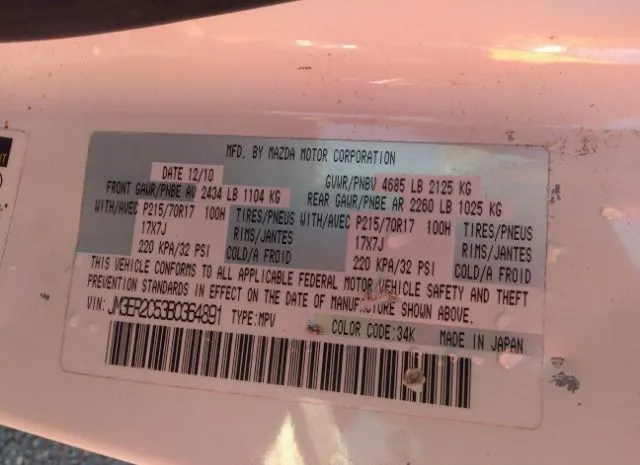 MFD. BY MAZDA MOTOR CORPORATION
DATE 12/10 GVWR/PNBV 4685 LB 2125 KG
FRONT GAWR/PNBE AV 2434 LB 1104 KG REAR GAWR/PNBE AR 2260 LB 1025 KG
WITH/AVEC P215/70R17 100H TIRES/PNEUS WITH/AVEC P215/70R17 100H TIRES/PNEUS
17X7J RIMS/JANTES 17X7J RIMS/JANTES
220 KPA/32 PSI COLD/A FROID 220 KPA/32 PSI COLD/A FROID
THIS VEHICLE CONFORMS TO ALL APPLICABLE FEDERAL MOTOR VEHICLE SAFETY AND THEFT
PREVENTION STANDARDS IN EFFECT ON THE DATE OF MANUFACTURE SHOWN ABOVE.
VIN: JM3ER2C53B0364891 TYPE:MPV COLOR CODE:34K MADE IN JAPAN